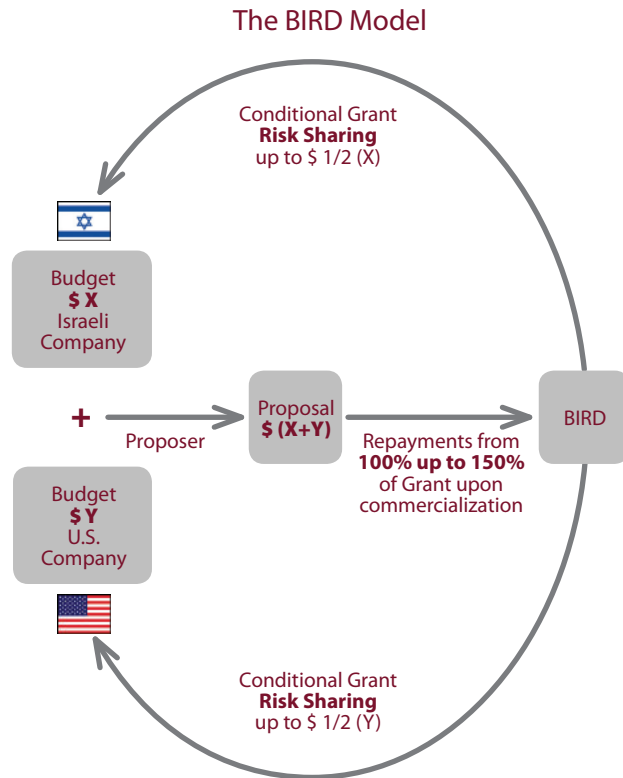 The BIRD Model
Conditional Grant
Risk Sharing
up to $ 1/2 (X)
Budget
$ X
Israeli
Company
+
Proposer
Proposal
$ (X+Y)
Repayments from
100% up to 150%
of Grant upon
commercialization
BIRD
Budget
$ Y
U.S.
Company
Conditional Grant
Risk Sharing
up to $ 1/2 (Y)